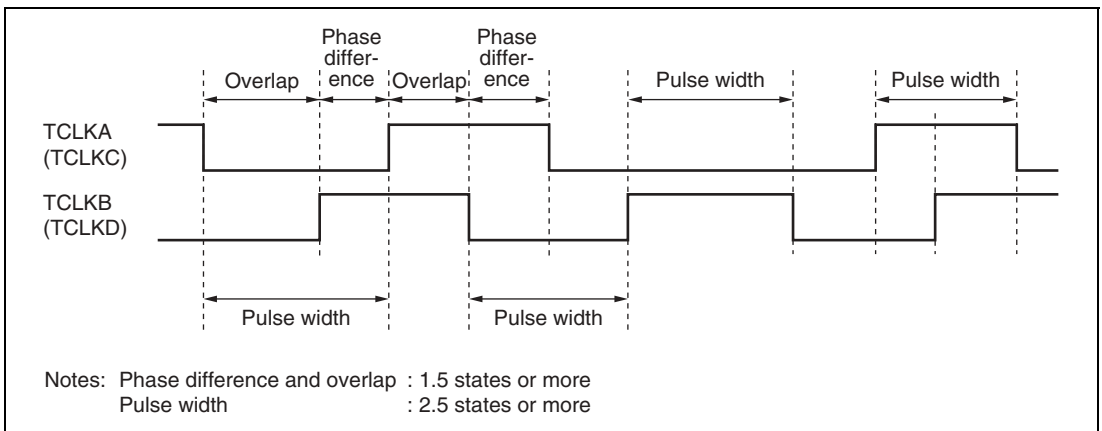 Phase
differ-
ence
Phase
differ-
ence
Overlap
Overlap
Pulse width
Pulse width
TCLKA
(TCLKC)
TCLKB
(TCLKD)
Pulse width
Pulse width
Notes: Phase difference and overlap : 1.5 states or more
Pulse width : 2.5 states or more